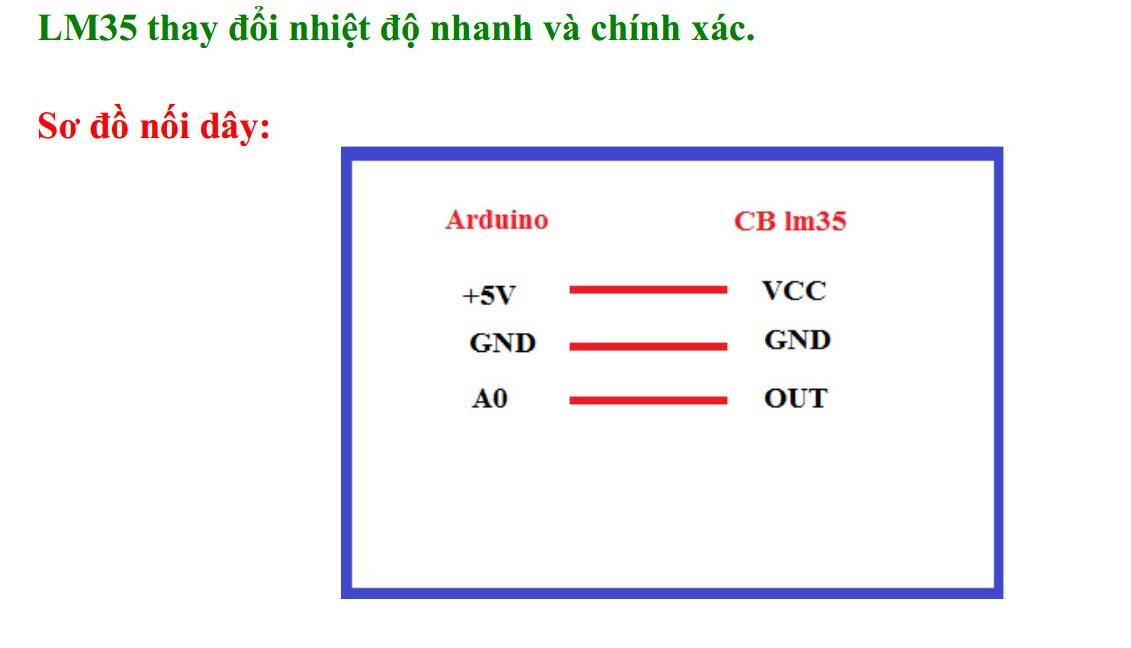 LM35 thay đổi nhiệt độ nhanh và chính xác.
Sơ đồ nối dây:
Arduino CB lm35
+5V VCC
GND GND
A0 OUT